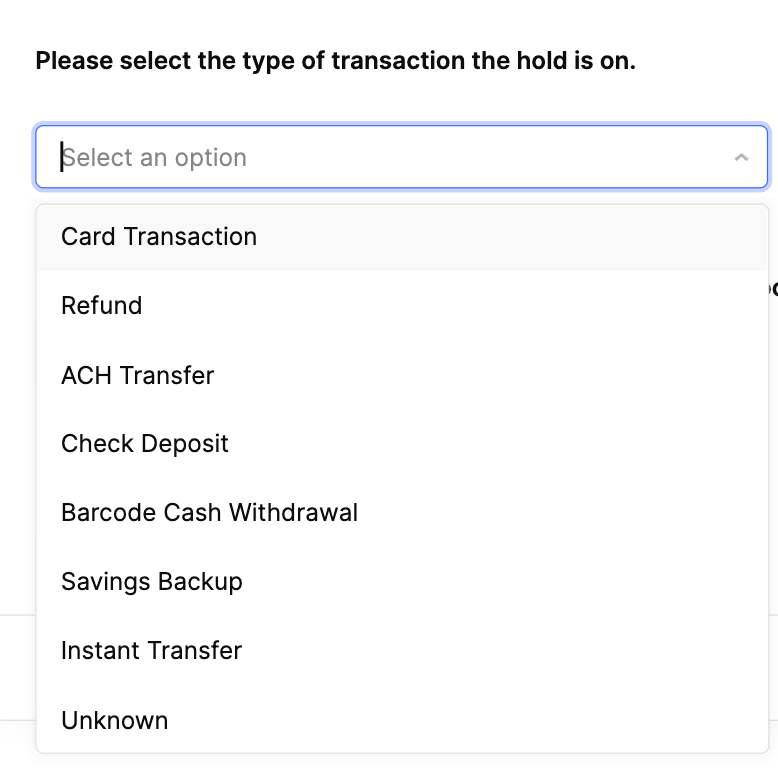 Please select the type of transaction the hold is on.
Select an option
Card Transaction
Refund
ACH Transfer
Check Deposit
Barcode Cash Withdrawal
Savings Backup
Instant Transfer
Unknown